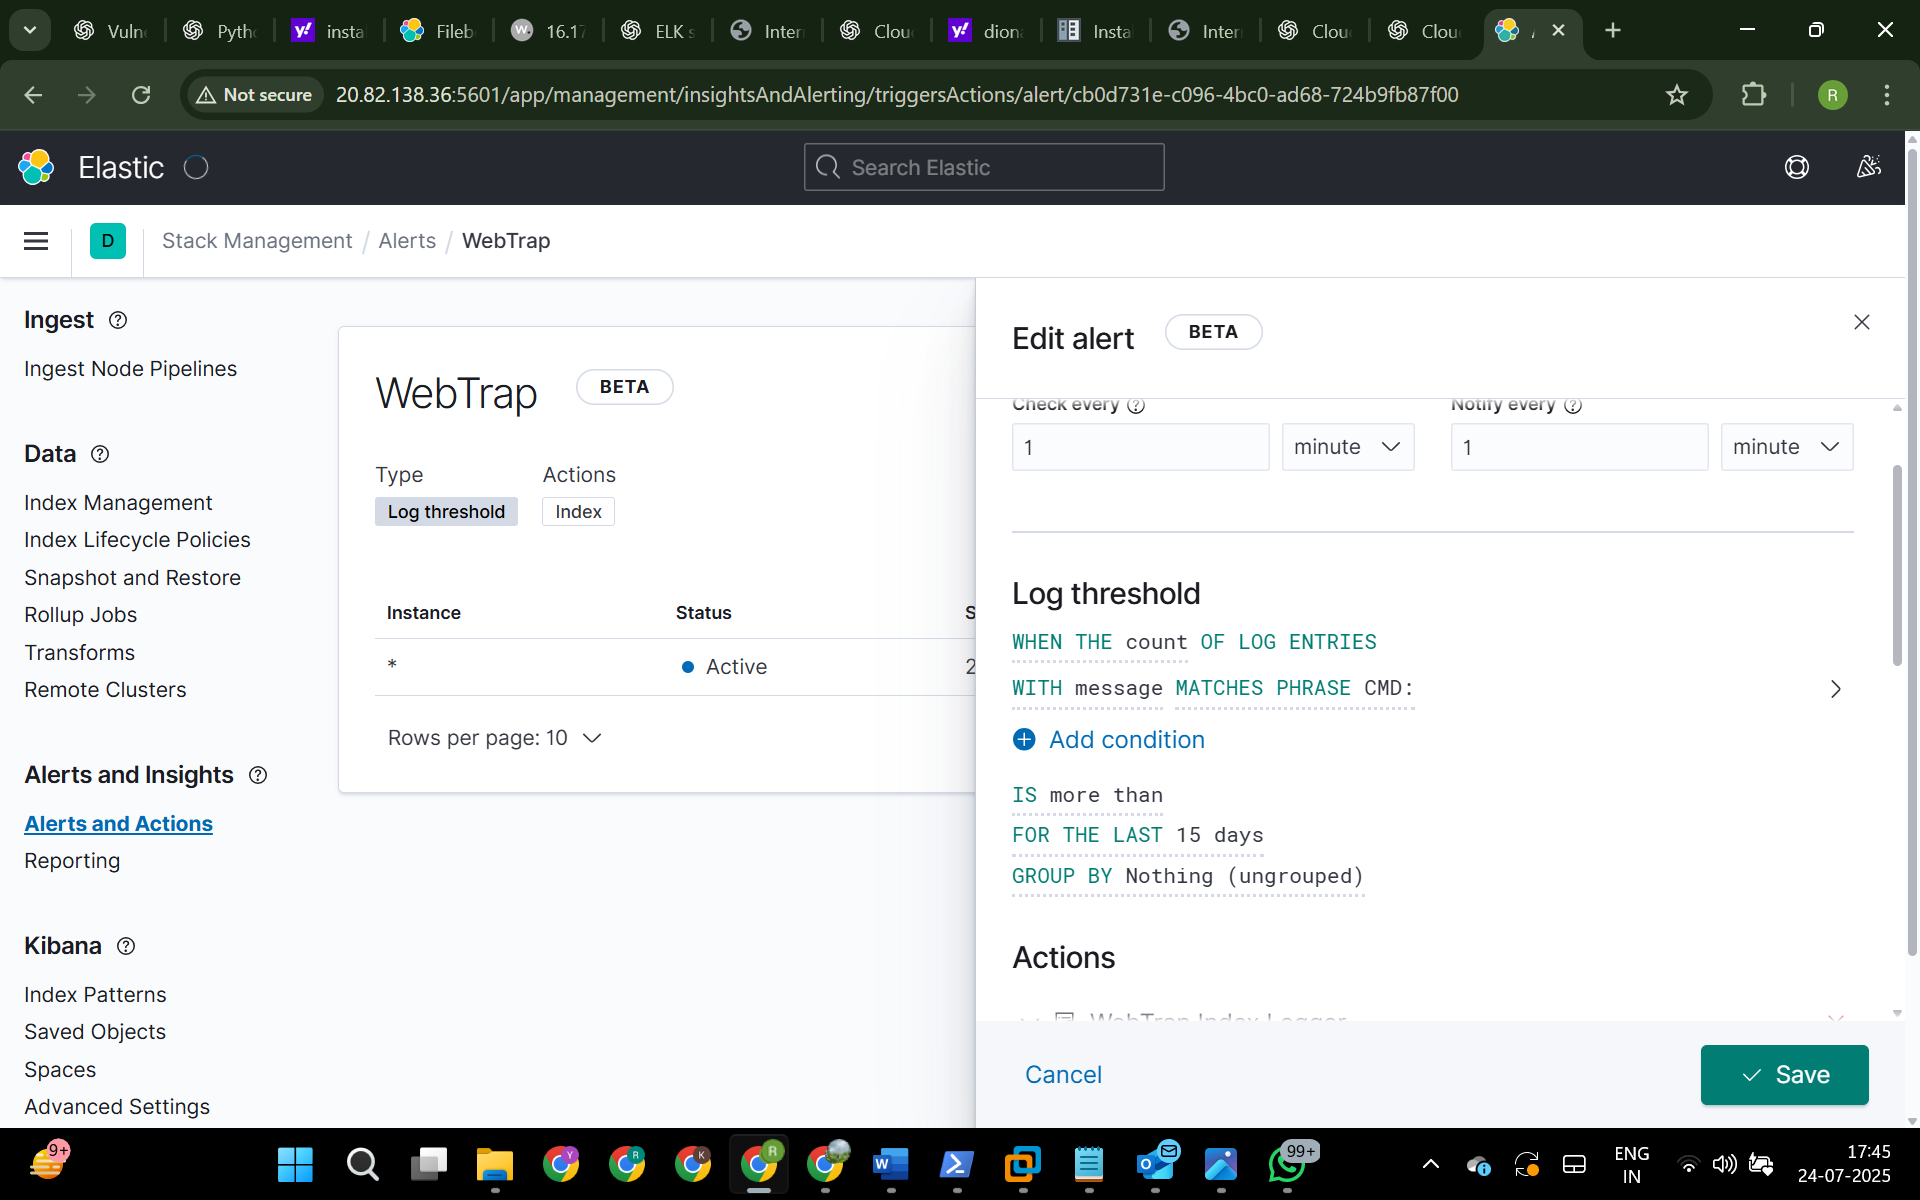 Vuln
Pytho
insta
Fileb
16.17
ELK s
Inter
Clou
diona
Insta
Inter
Clou
Clou
Not secure
20.82.138.36:5601/app/management/insightsAndAlerting/triggersActions/alert/cb0d731e-c096-4bc0-ad68-724b9fb87f00
R
Elastic
Search Elastic
D
Stack Management / Alerts / WebTrap
Ingest
Ingest Node Pipelines
Data
Index Management
Index Lifecycle Policies
Snapshot and Restore
Rollup Jobs
Transforms
Remote Clusters
Alerts and Insights
Alerts and Actions
Reporting
Kibana
Index Patterns
Saved Objects
Spaces
Advanced Settings
WebTrap
BETA
Type
Actions
Log threshold
Index
Instance
Status
S
*
Active
2
Rows per page: 10
Edit alert
BETA
Check every
Notify every
1
minute
1
minute
Log threshold
WHEN THE count OF LOG ENTRIES
WITH message MATCHES PHRASE CMD:
Add condition
IS more than
FOR THE LAST 15 days
GROUP BY Nothing (ungrouped)
Actions
WebTrap Index Logger
Cancel
Save
9+
Y
R
K
R
99+
ENG
IN
17:45
24-07-2025